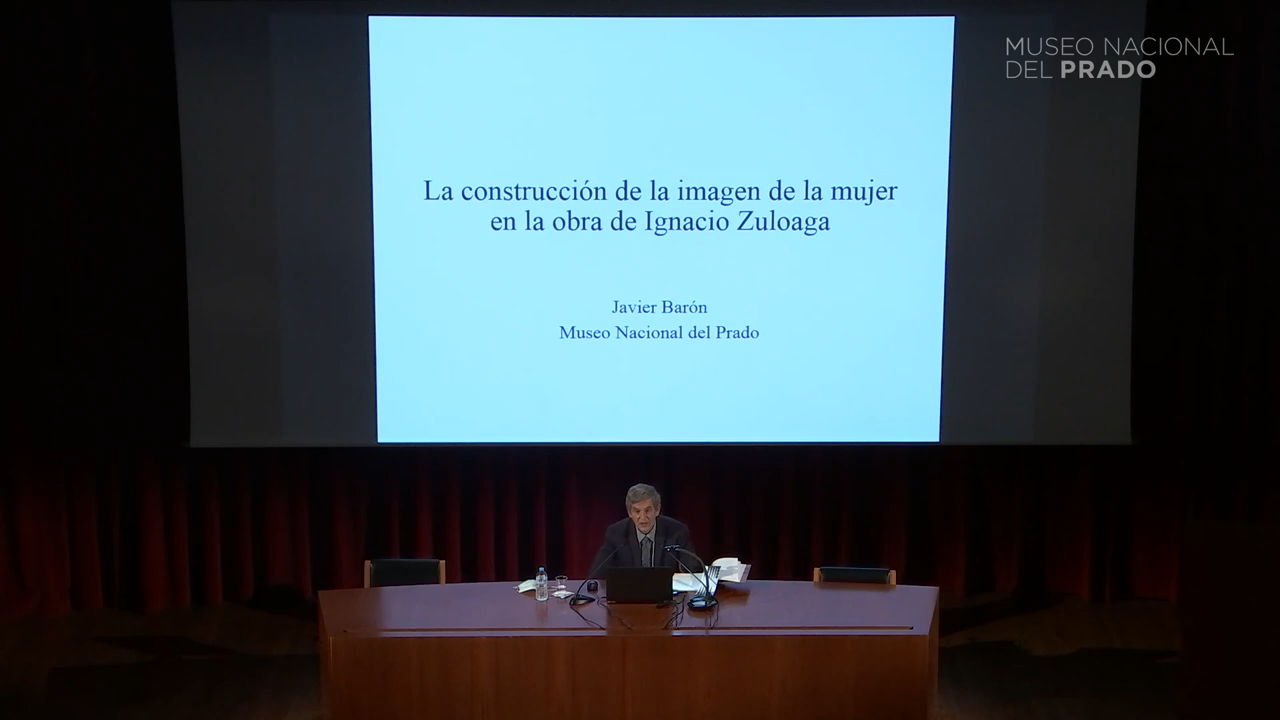 MUSEO NACIONAL
DEL PRADO
La construcción de la imagen de la mujer
en la obra de Ignacio Zuloaga
Javier Barón
Museo Nacional del Prado